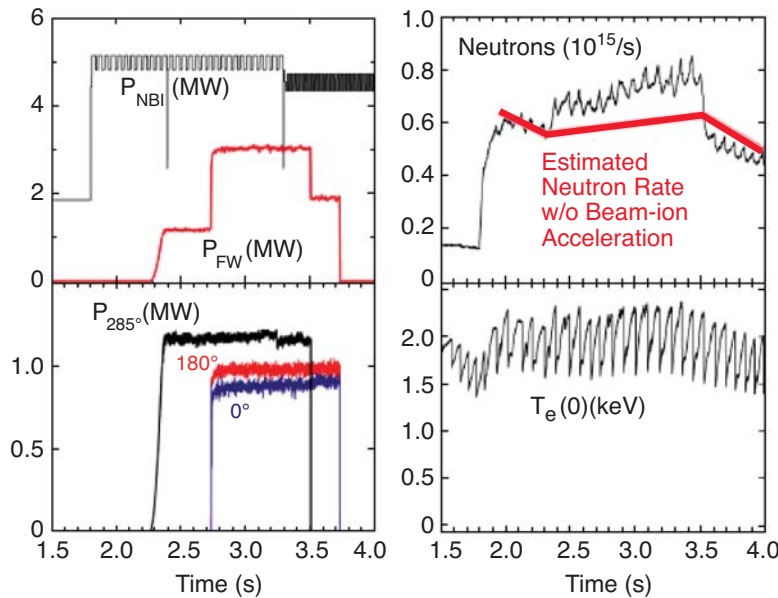 6
4
2
0
P_NBI (MW)
P_FW (MW)
1.0
0.8
0.6
0.4
0.2
0
Neutrons (10^15/s)
Estimated
Neutron Rate
w/o Beam-ion
Acceleration
P_285° (MW)
180°
0°
1.0
0.5
0
1.5 2.0 2.5 3.0 3.5 4.0
Time (s)
2.0
1.5
1.0
0.5
0
T_e(0)(keV)
1.5 2.0 2.5 3.0 3.5 4.0
Time (s)